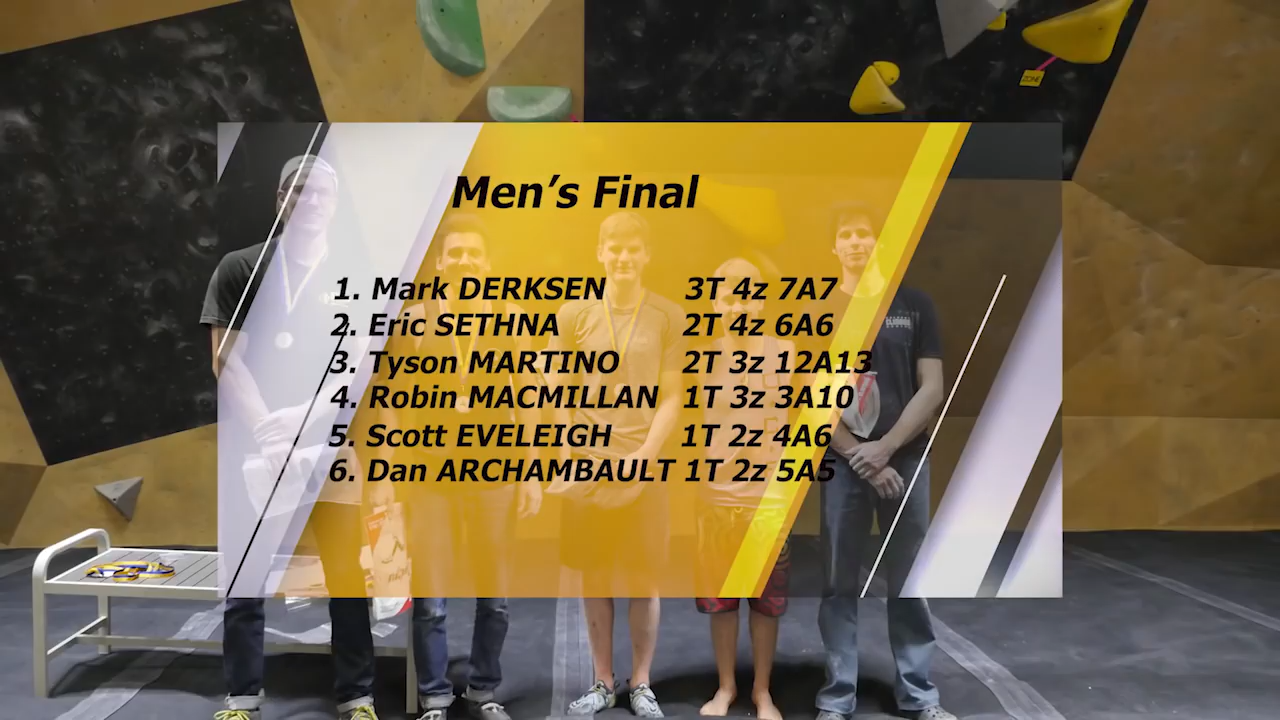 ZONE
Men’s Final
1. Mark DERKSEN 3T 4z 7A7
2. Eric SETHNA 2T 4z 6A6
3. Tyson MARTINO 2T 3z 12A13
4. Robin MACMILLAN 1T 3z 3A10
5. Scott EVELEIGH 1T 2z 4A6
6. Dan ARCHAMBAULT 1T 2z 5A5